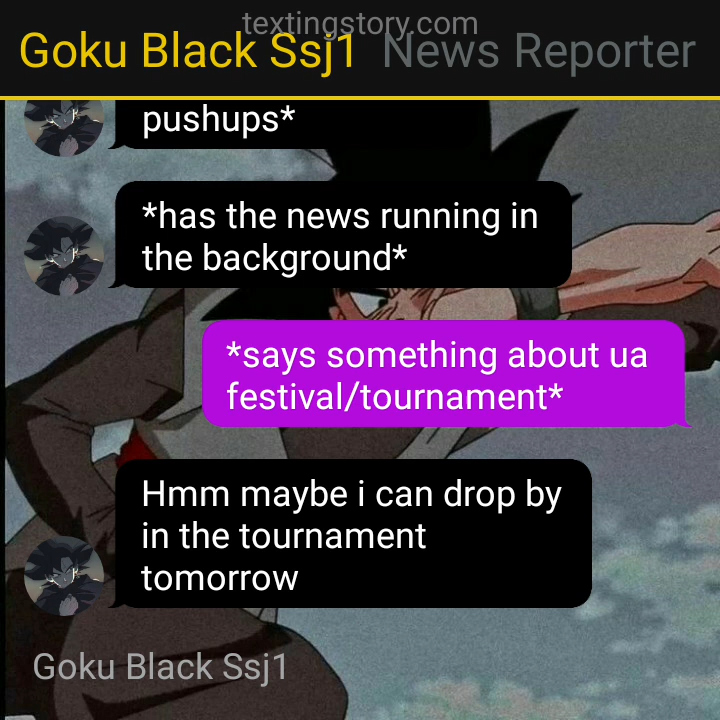 textingstory.com
Goku Black Ssj1 News Reporter
pushups*
*has the news running in
the background*
*says something about ua
festival/tournament*
Hmm maybe i can drop by
in the tournament
tomorrow
Goku Black Ssj1